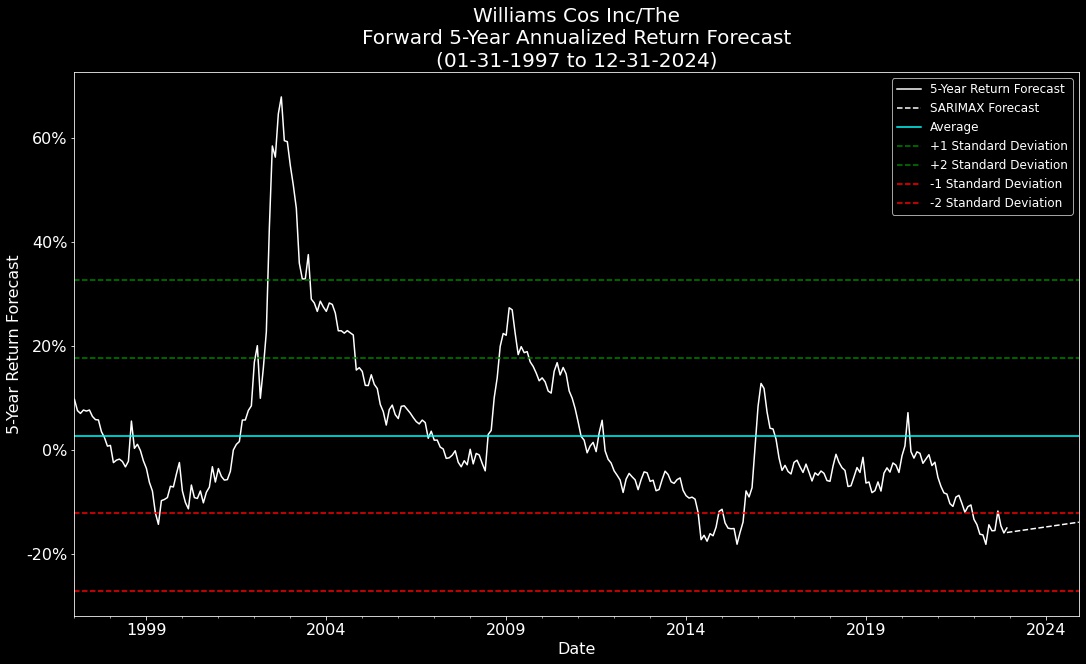 Williams Cos Inc/The
Forward 5-Year Annualized Return Forecast
(01-31-1997 to 12-31-2024)
5-Year Return Forecast
SARIMAX Forecast
Average
+1 Standard Deviation
+2 Standard Deviation
-1 Standard Deviation
-2 Standard Deviation
5-Year Return Forecast
60%
40%
20%
0%
-20%
1999
2004
2009
2014
2019
2024
Date